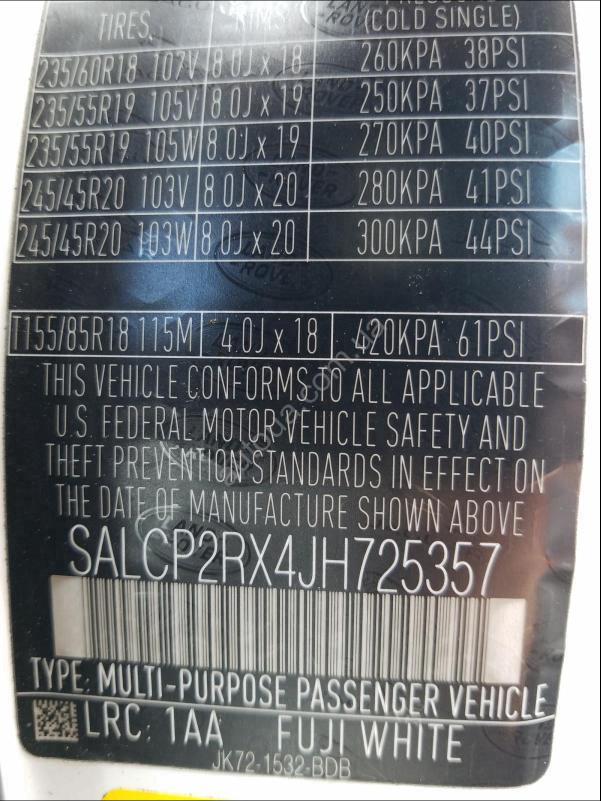 TIRES RIMS (COLD SINGLE)
235/60R18 107V 8.0J x 18 260KPA 38PSI
235/55R19 105V 8.0J x 19 250KPA 37PSI
235/55R19 105W 8.0J x 19 270KPA 40PSI
245/45R20 103V 8.0J x 20 280KPA 41PSI
245/45R20 103W 8.0J x 20 300KPA 44PSI
T155/85R18 115M 4.0J x 18 420KPA 61PSI
THIS VEHICLE CONFORMS TO ALL APPLICABLE
U.S. FEDERAL MOTOR VEHICLE SAFETY AND
THEFT PREVENTION STANDARDS IN EFFECT ON
THE DATE OF MANUFACTURE SHOWN ABOVE
SALCP2RX4JH725357
TYPE: MULTI-PURPOSE PASSENGER VEHICLE
LRC: 1AA FUJI WHITE
JK72-1532-BDB